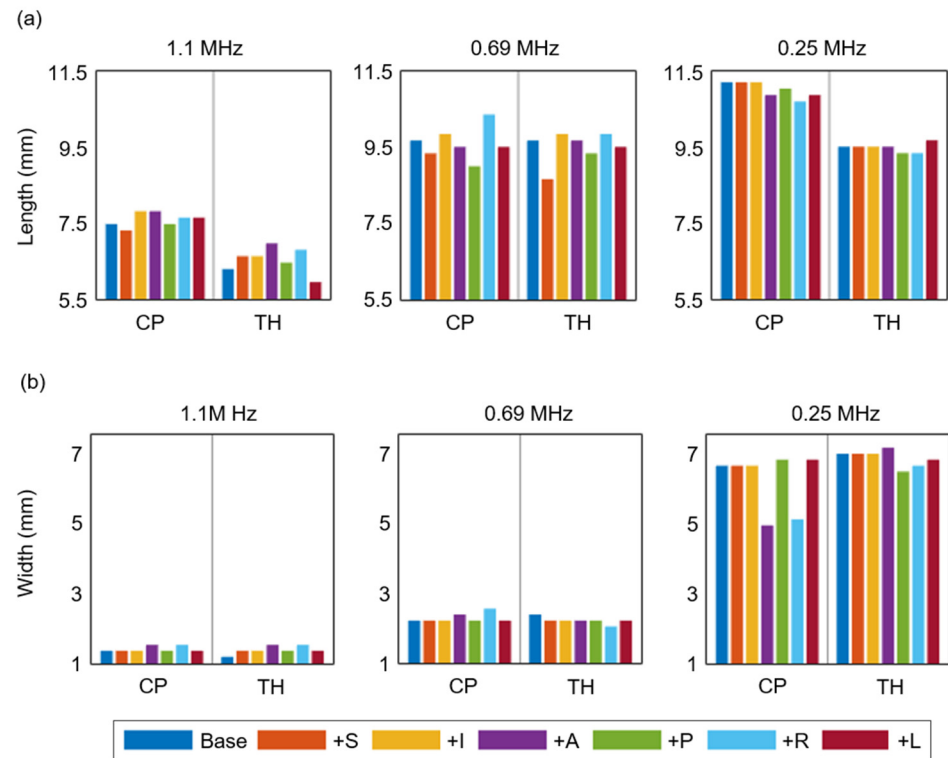 (a)
1.1 MHz 0.69 MHz 0.25 MHz
Length (mm)
11.5 11.5 11.5
9.5 9.5 9.5
7.5 7.5 7.5
5.5 5.5 5.5
CP TH CP TH CP TH
(b)
1.1M Hz 0.69 MHz 0.25 MHz
Width (mm)
7 7 7
5 5 5
3 3 3
1 1 1
CP TH CP TH CP TH
Base +S +I +A +P +R +L